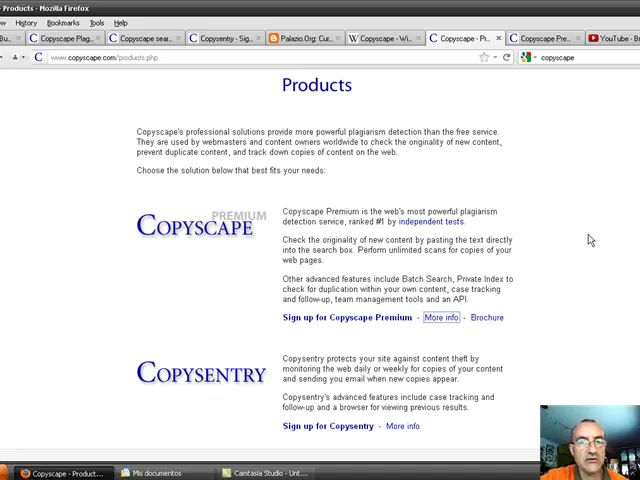 - Products - Mozilla Firefox
w History Bookmarks Tools Help
Bu... Copyscape Plag... Copyscape sear... Copysentry - Sig... Palazio.Org: Cur... Copyscape - Wi... Copyscape - Pr... Copyscape Pre... YouTube - Br
www.copyscape.com/products.php copyscape
Products
Copyscape's professional solutions provide more powerful plagiarism detection than the free service.
They are used by webmasters and content owners worldwide to check the originality of new content,
prevent duplicate content, and track down copies of content on the web.
Choose the solution below that best fits your needs:
PREMIUM
COPYSCAPE
Copyscape Premium is the web's most powerful plagiarism
detection service, ranked #1 by independent tests.
Check the originality of new content by pasting the text directly
into the search box. Perform unlimited scans for copies of your
web pages.
Other advanced features include Batch Search, Private Index to
check for duplication within your own content, case tracking
and follow-up, team management tools and an API.
Sign up for Copyscape Premium - More info - Brochure
COPYSENTRY
Copysentry protects your site against content theft by
monitoring the web daily or weekly for copies of your content
and sending you email when new copies appear.
Copysentry's advanced features include case tracking and
follow-up and a browser for viewing previous results.
Sign up for Copysentry - More info
Copyscape - Product... Mis documentos Camtasia Studio - Unt...